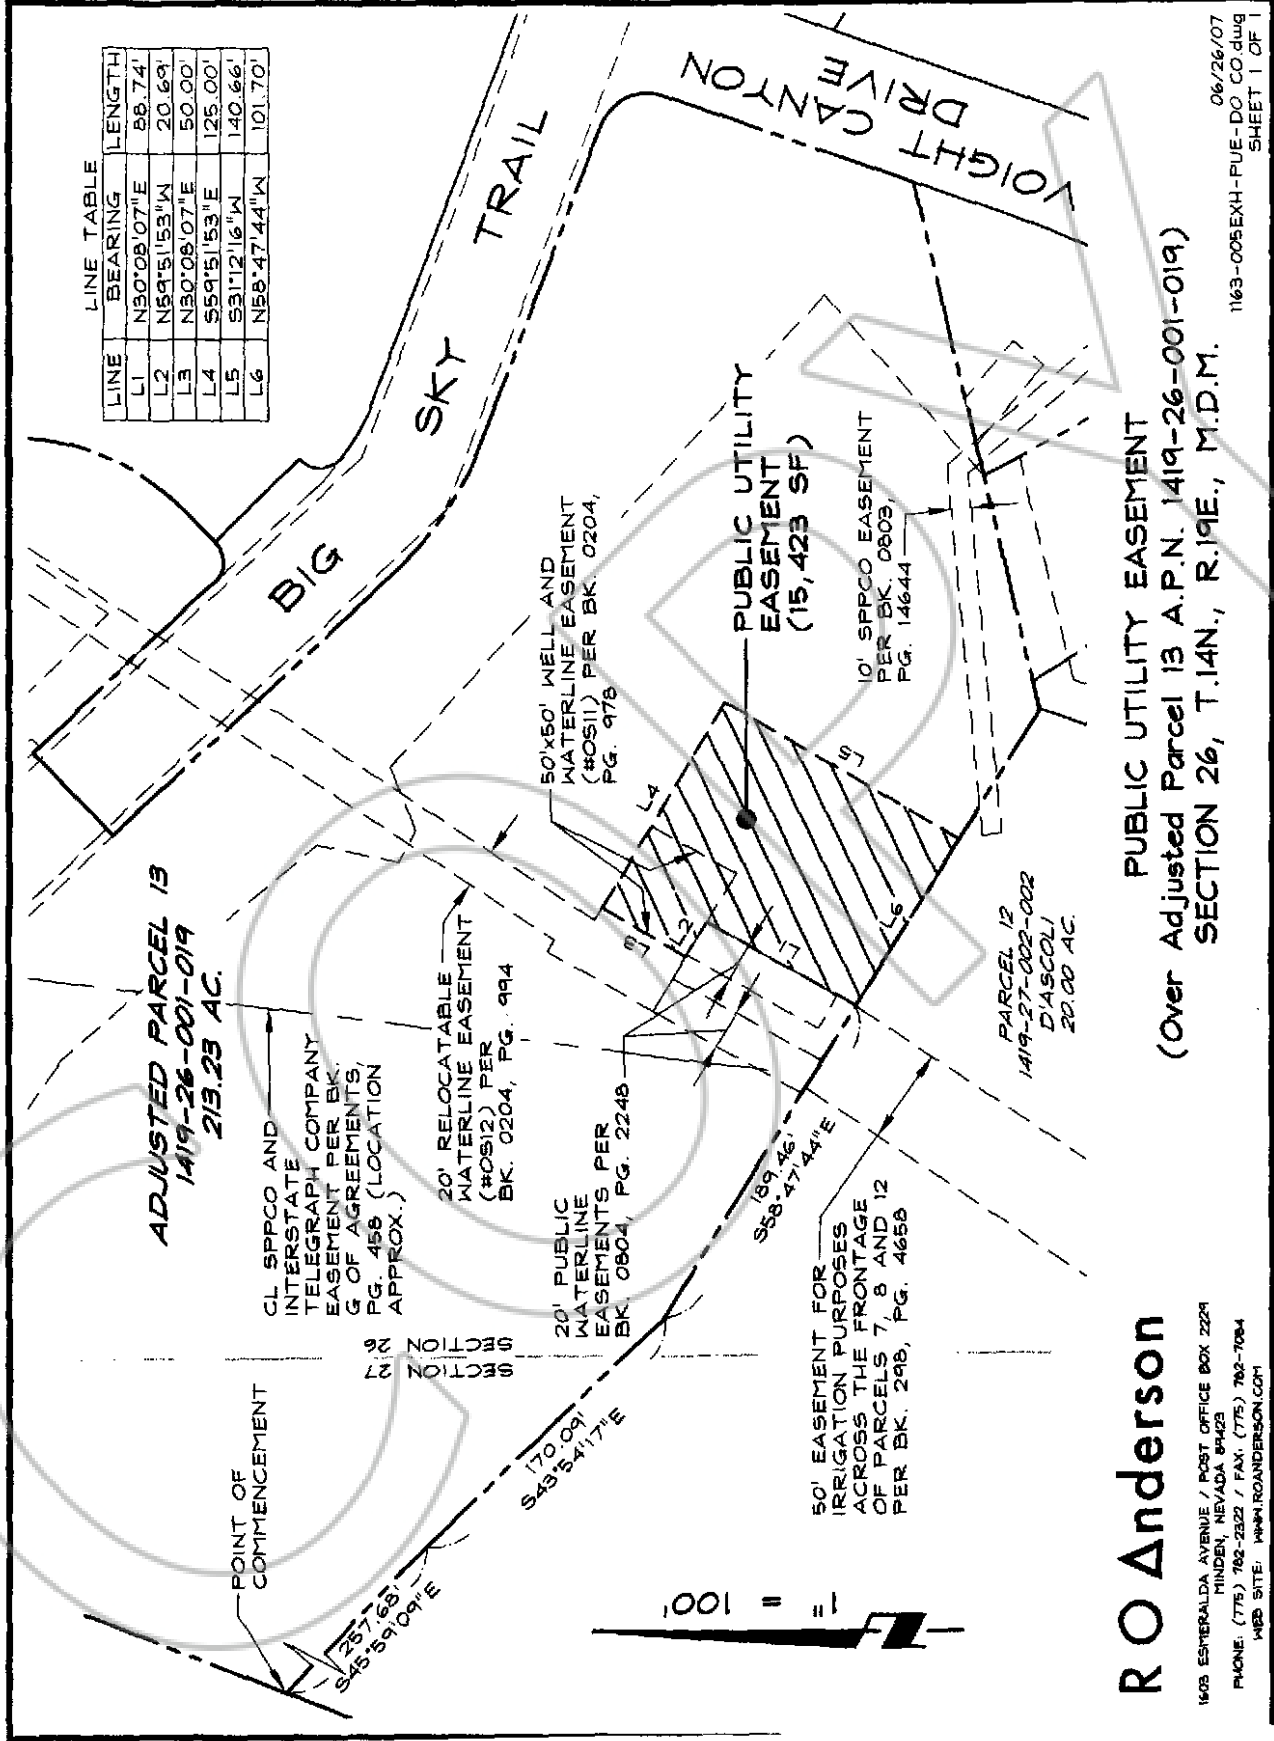 LINE TABLE
LINE BEARING LENGTH
L1 N30°08'07"E 88.74'
L2 N59°51'53"W 20.69'
L3 N30°08'07"E 50.00'
L4 S59°51'53"E 125.00'
L5 S31°12'16"W 140.66'
L6 N58°47'44"W 101.70'
BIG SKY TRAIL
VOIGHT CANYON
DRIVE
ADJUSTED PARCEL 13
1419-26-001-019
213.23 AC.
POINT OF
COMMENCEMENT
257.68'
S45°59'09"E
170.09'
S43°54'17"E
189.46'
S58°47'44"E
SECTION 26
SECTION 27
CL SPPCO AND
INTERSTATE
TELEGRAPH COMPANY
EASEMENT PER BK.
G OF AGREEMENTS,
PG. 458 (LOCATION
APPROX.)
20' RELOCATABLE
WATERLINE EASEMENT
(#OS12) PER
BK. 0204, PG. 994
20' PUBLIC
WATERLINE
EASEMENTS PER
BK. 0804, PG. 2248
50'x50' WELL AND
WATERLINE EASEMENT
(#OS11) PER BK. 0204,
PG. 978
L1
L2
L3
L4
L5
L6
PUBLIC UTILITY
EASEMENT
(15,423 SF)
10' SPPCO EASEMENT
PER BK. 0803,
PG. 14644
50' EASEMENT FOR
IRRIGATION PURPOSES
ACROSS THE FRONTAGE
OF PARCELS 7, 8 AND 12
PER BK. 298, PG. 4658
PARCEL 12
1419-27-002-002
D'ASCOLI
20.00 AC.
1" = 100'
PUBLIC UTILITY EASEMENT
(Over Adjusted Parcel 13 A.P.N. 1419-26-001-019)
SECTION 26, T.14N., R.19E., M.D.M.
R O Anderson
1603 ESMERALDA AVENUE / POST OFFICE BOX 2229
MINDEN, NEVADA 89423
PHONE: (775) 782-2322 / FAX: (775) 782-7084
WEB SITE: WWW.ROANDERSON.COM
06/26/07
1163-005EXH-PUE-DO CO.dwg
SHEET 1 OF 1
COPY